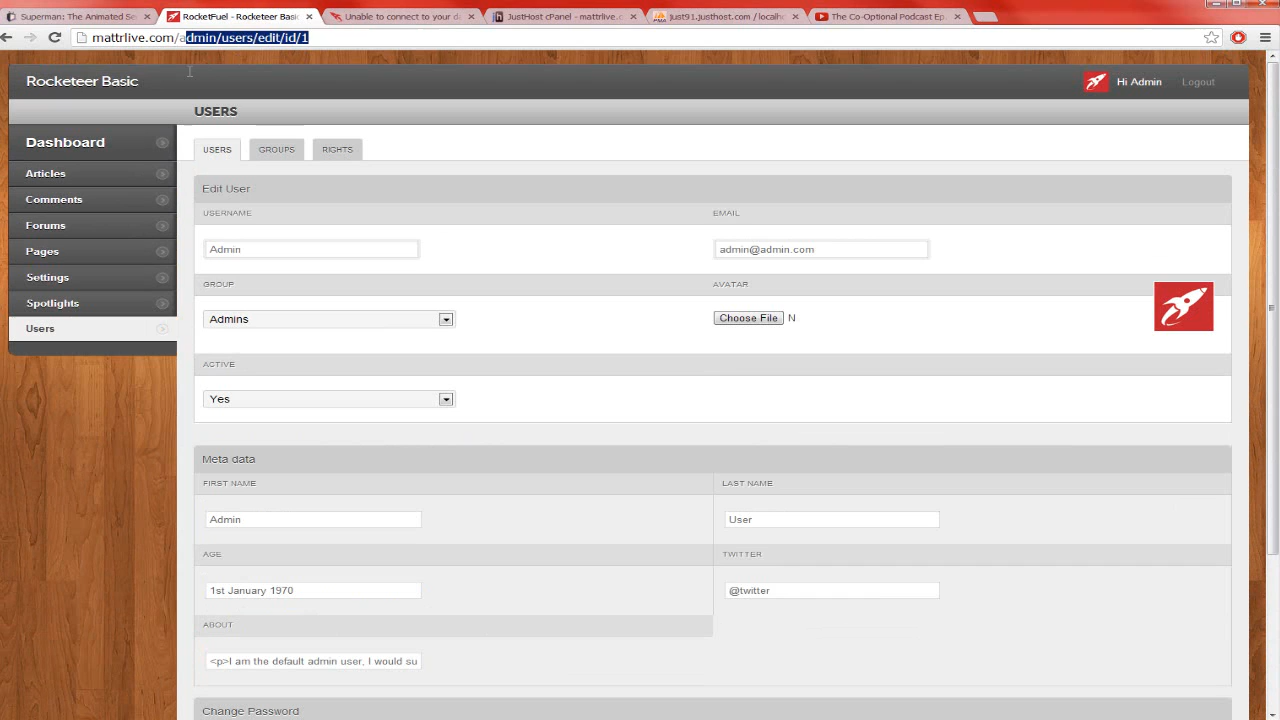 Superman: The Animated Se
RocketFuel - Rocketeer Basic
Unable to connect to your da
JustHost cPanel - mattrlive.c
just91.justhost.com / localho
The Co-Optional Podcast Ep.
mattrlive.com/admin/users/edit/id/1
Rocketeer Basic
Hi Admin
Logout
USERS
Dashboard
Articles
Comments
Forums
Pages
Settings
Spotlights
Users
USERS
GROUPS
RIGHTS
Edit User
USERNAME
EMAIL
Admin
admin@admin.com
GROUP
AVATAR
Admins
Choose File N
ACTIVE
Yes
Meta data
FIRST NAME
LAST NAME
Admin
User
AGE
TWITTER
1st January 1970
@twitter
ABOUT
<p>I am the default admin user, I would su
Change Password